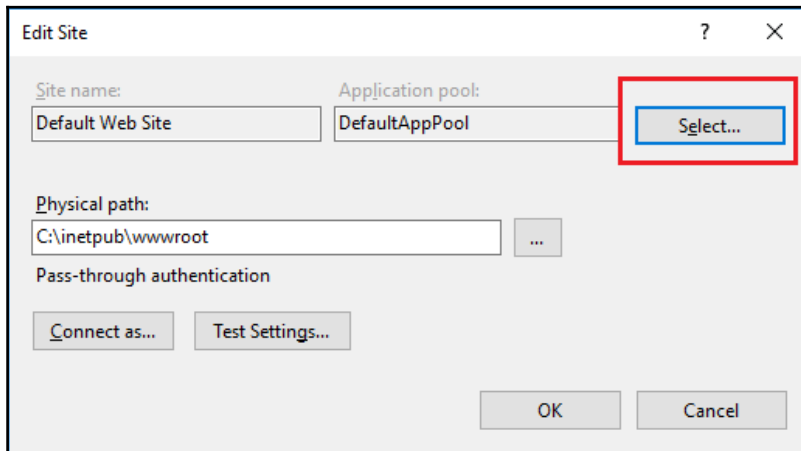 Edit Site ? ×
Site name: Application pool:
Default Web Site DefaultAppPool Select...
Physical path:
C:\inetpub\wwwroot ...
Pass-through authentication
Connect as... Test Settings...
OK Cancel